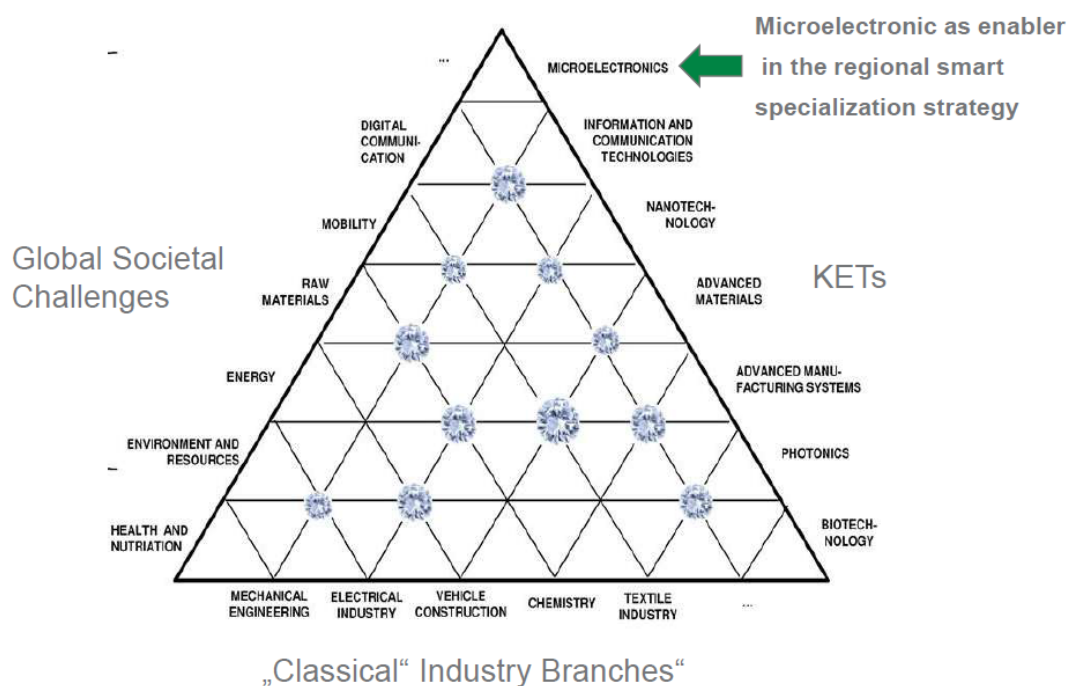 Microelectronic as enabler
in the regional smart
specialization strategy
...
MICROELECTRONICS
DIGITAL
COMMUNI-
CATION
INFORMATION AND
COMMUNICATION
TECHNOLOGIES
MOBILITY
NANOTECH-
NOLOGY
Global Societal
Challenges
RAW
MATERIALS
ADVANCED
MATERIALS
KETs
ENERGY
ADVANCED MANU-
FACTURING SYSTEMS
ENVIRONMENT AND
RESOURCES
PHOTONICS
HEALTH AND
NUTRIATION
BIOTECH-
NOLOGY
MECHANICAL
ENGINEERING
ELECTRICAL
INDUSTRY
VEHICLE
CONSTRUCTION
CHEMISTRY
TEXTILE
INDUSTRY
...
„Classical“ Industry Branches“